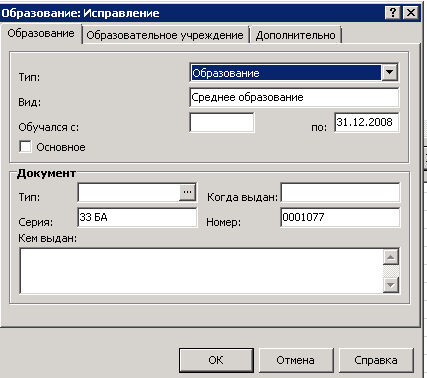 Образование: Исправление
Образование Образовательное учреждение Дополнительно
Тип: Образование
Вид: Среднее образование
Обучался с: по: 31.12.2008
Основное
Документ
Тип: ... Когда выдан:
Серия: 33 БА Номер: 0001077
Кем выдан:
ОК Отмена Справка